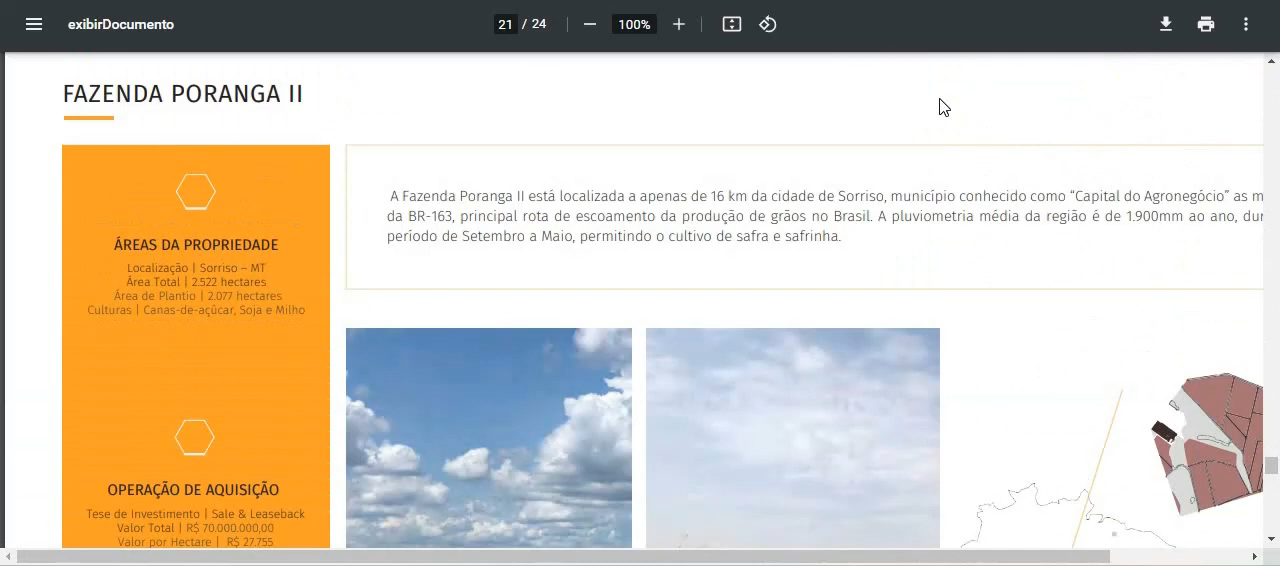 exibirDocumento
21 / 24
100%
FAZENDA PORANGA II
A Fazenda Poranga II está localizada a apenas de 16 km da cidade de Sorriso, município conhecido como “Capital do Agronegócio” as m
da BR-163, principal rota de escoamento da produção de grãos no Brasil. A pluviometria média da região é de 1.900mm ao ano, dur
período de Setembro a Maio, permitindo o cultivo de safra e safrinha.
ÁREAS DA PROPRIEDADE
Localização | Sorriso – MT
Área Total | 2.522 hectares
Área de Plantio | 2.077 hectares
Culturas | Canas-de-açúcar, Soja e Milho
OPERAÇÃO DE AQUISIÇÃO
Tese de Investimento | Sale & Leaseback
Valor Total | R$ 70.000.000,00
Valor por Hectare | R$ 27.755